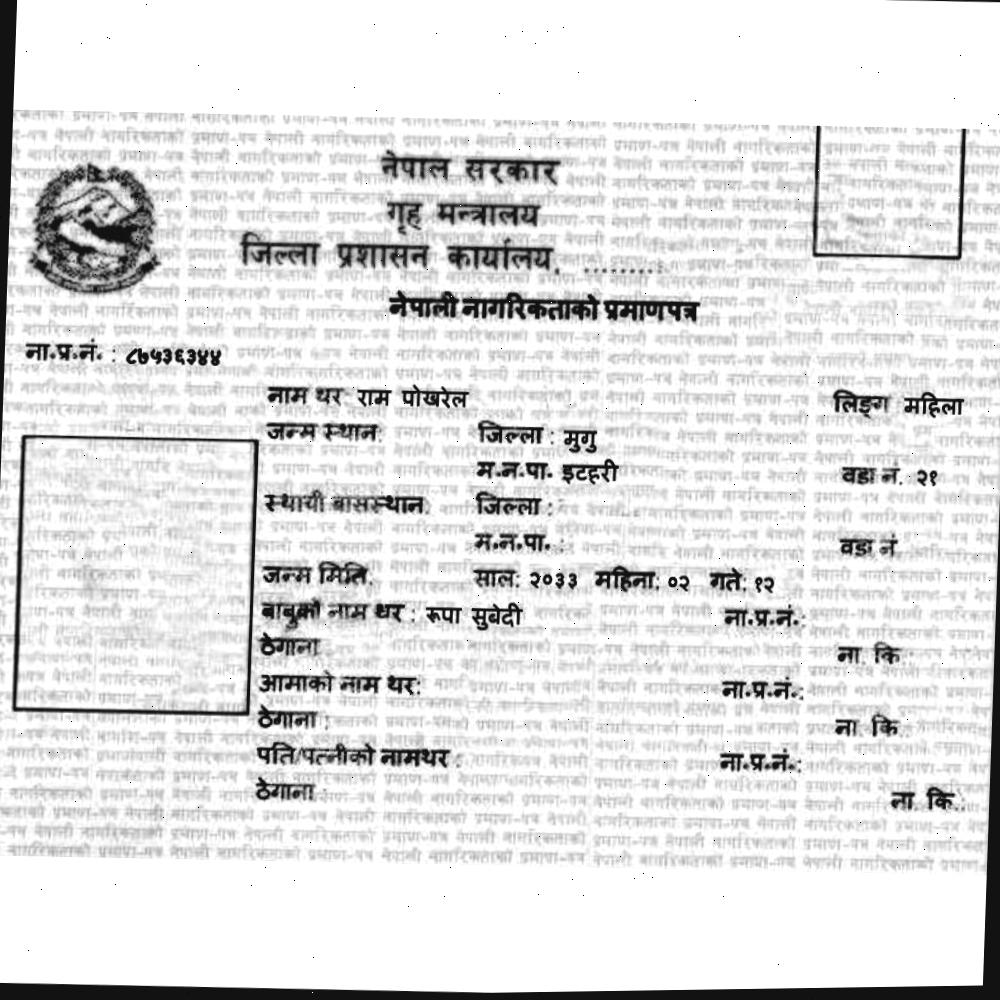 नेपाल सरकार
गृह मन्त्रालय
जिल्ला प्रशासन कार्यालय, .........
नेपाली नागरिकताको प्रमाणपत्र
ना.प्र.नं. : ८७५३६३४४
नाम थर: राम पोखरेल लिङ्ग महिला
जन्म स्थान: जिल्ला : मुगु
म.न.पा. इटहरी वडा नं. २१
स्थायी बासस्थान: जिल्ला :
म.न.पा. : वडा नं.
जन्म मिति: साल: २०३३ महिना: ०२ गते: १२
बाबुको नाम थर : रूपा सुबेदी ना.प्र.नं.:
ठेगाना ना. कि.
आमाको नाम थर: ना.प्र.नं.:
ठेगाना : ना. कि.
पति/पत्नीको नामथर : ना.प्र.नं.:
ठेगाना : ना. कि.: